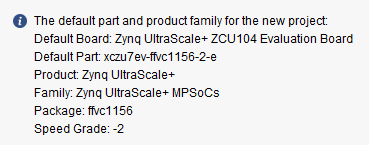 The default part and product family for the new project:
Default Board: Zynq UltraScale+ ZCU104 Evaluation Board
Default Part: xczu7ev-ffvc1156-2-e
Product: Zynq UltraScale+
Family: Zynq UltraScale+ MPSoCs
Package: ffvc1156
Speed Grade: -2